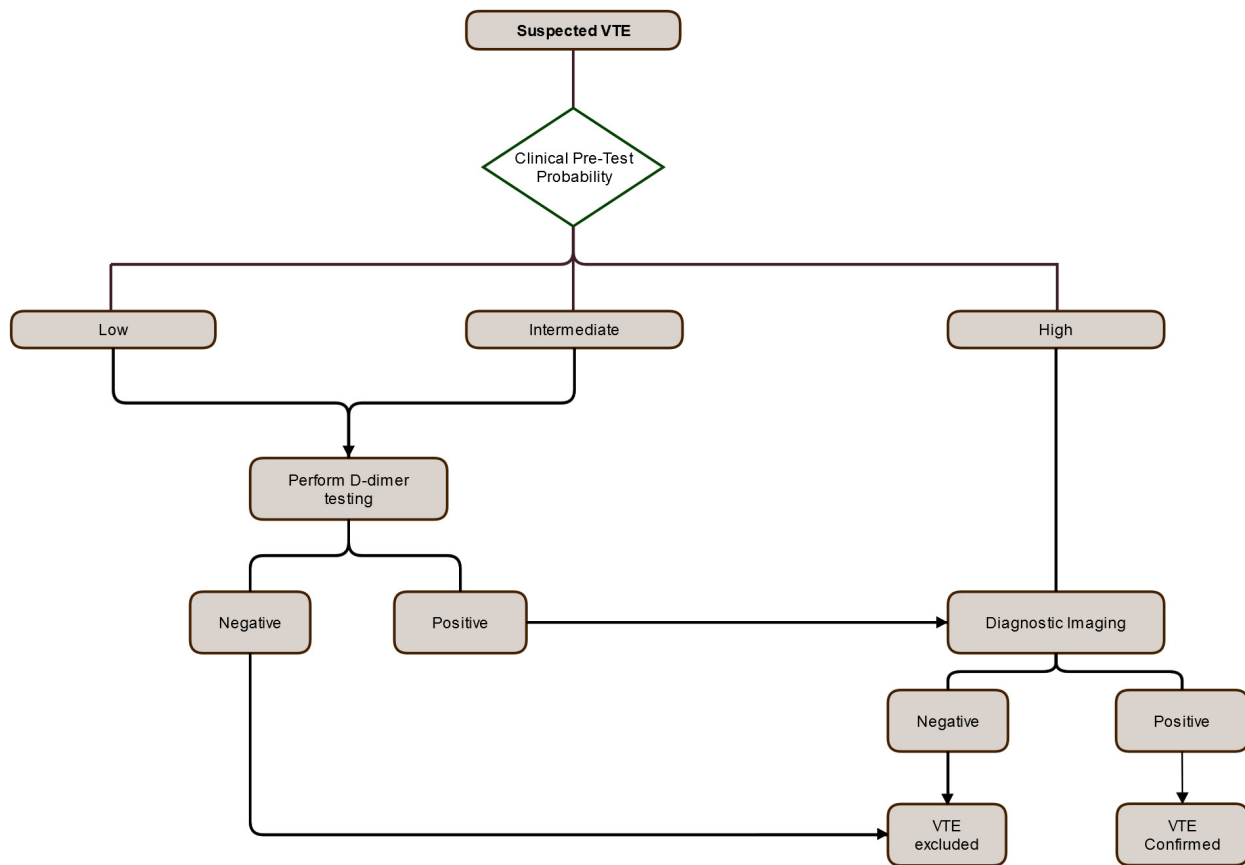 Suspected VTE
Clinical Pre-Test
Probability
Low
Intermediate
High
Perform D-dimer
testing
Negative
Positive
Diagnostic Imaging
Negative
Positive
VTE
excluded
VTE
Confirmed